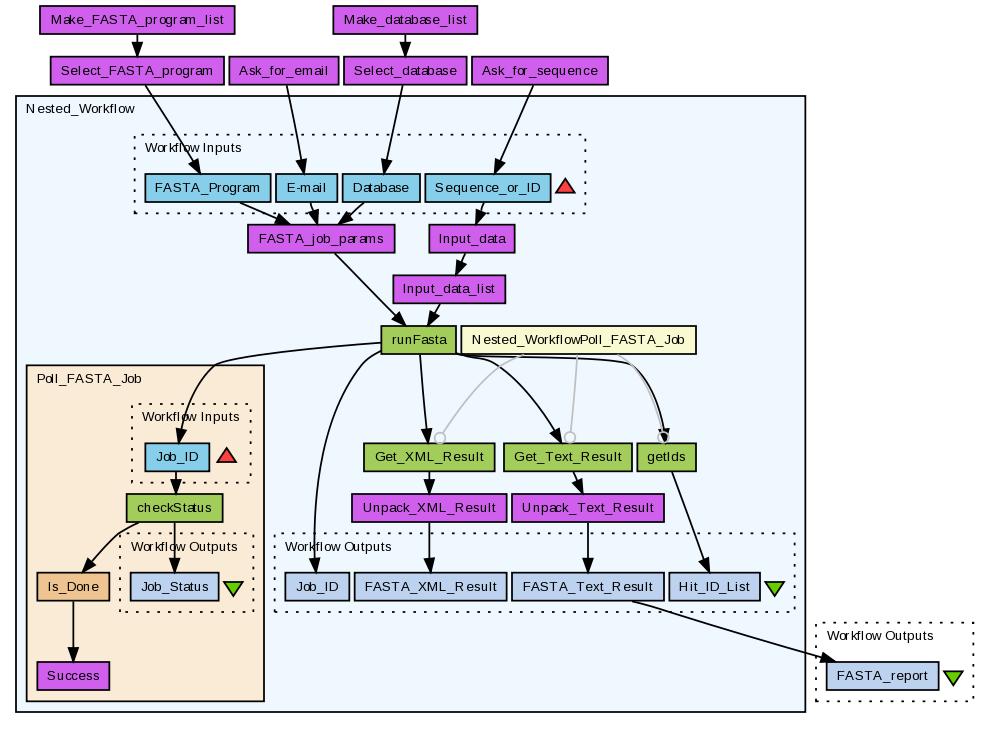 Make_FASTA_program_list
Make_database_list
Select_FASTA_program
Ask_for_email
Select_database
Ask_for_sequence
Nested_Workflow
Workflow Inputs
FASTA_Program
E-mail
Database
Sequence_or_ID
FASTA_job_params
Input_data
Input_data_list
runFasta
Nested_WorkflowPoll_FASTA_Job
Poll_FASTA_Job
Workflow Inputs
Job_ID
Get_XML_Result
Get_Text_Result
getIds
checkStatus
Unpack_XML_Result
Unpack_Text_Result
Workflow Outputs
Workflow Outputs
Is_Done
Job_Status
Job_ID
FASTA_XML_Result
FASTA_Text_Result
Hit_ID_List
Workflow Outputs
Success
FASTA_report